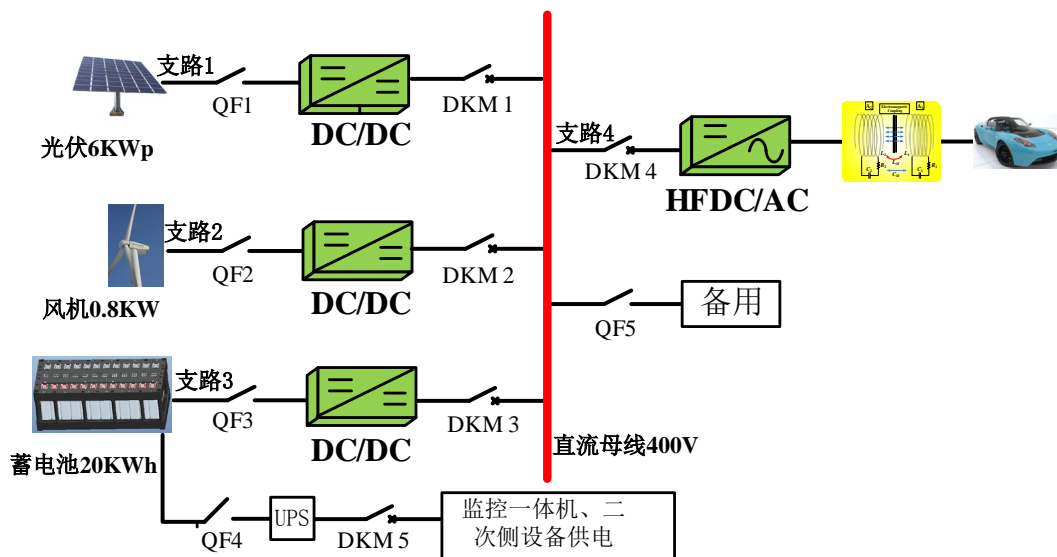 支路1
QF1
DC/DC
DKM 1
光伏6KWp
支路2
QF2
DC/DC
DKM 2
风机0.8KW
支路3
QF3
DC/DC
DKM 3
蓄电池20KWh
QF4
UPS
DKM 5
监控一体机、二
次侧设备供电
直流母线400V
支路4
DKM 4
HFDC/AC
Electromagnetic
Coupling
QF5
备用